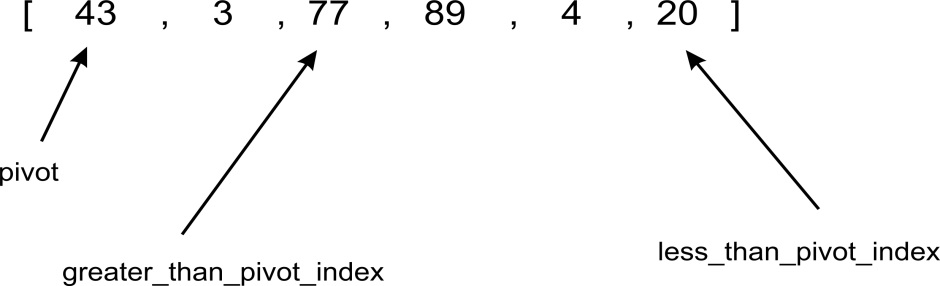 [ 43 , 3 , 77 , 89 , 4 , 20 ]
pivot
less_than_pivot_index
greater_than_pivot_index